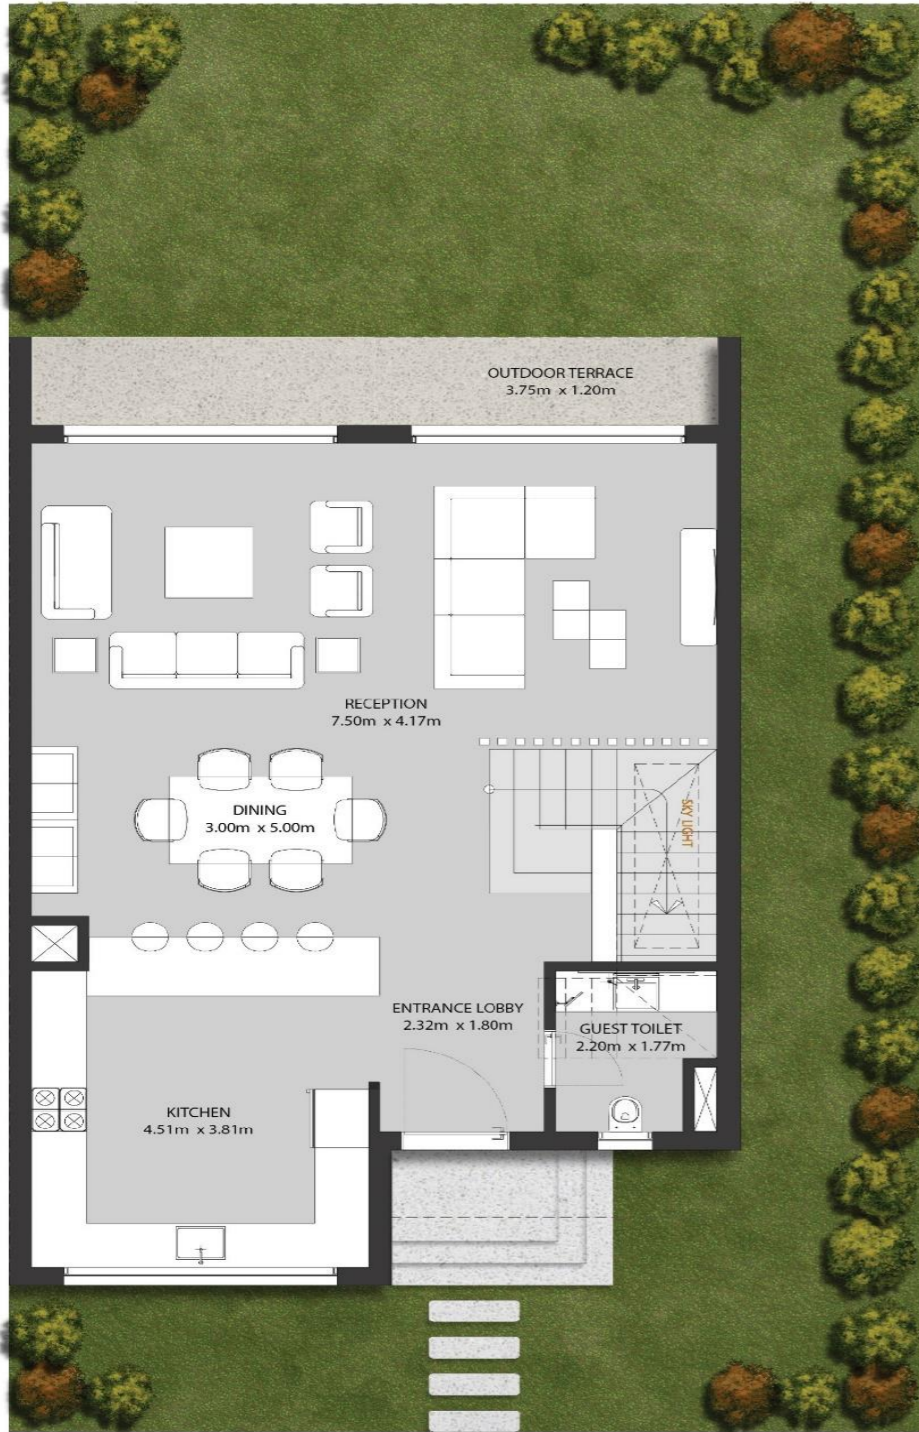 OUTDOOR TERRACE
3.75m x 1.20m
RECEPTION
7.50m x 4.17m
DINING
3.00m x 5.00m
SKY LIGHT
ENTRANCE LOBBY
2.32m x 1.80m
GUEST TOILET
2.20m x 1.77m
KITCHEN
4.51m x 3.81m